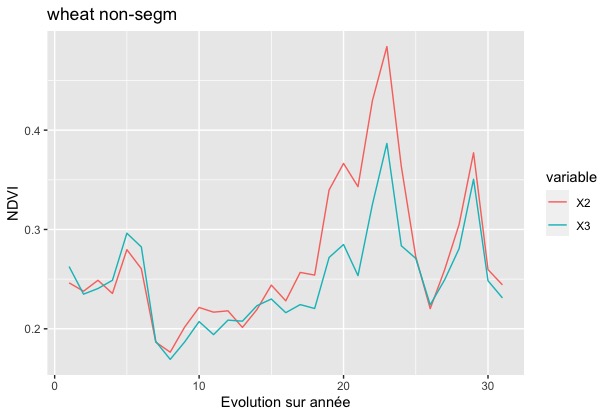 wheat non-segm
NDVI
0.4
0.3
0.2
0
10
20
30
Evolution sur année
variable
X2
X3